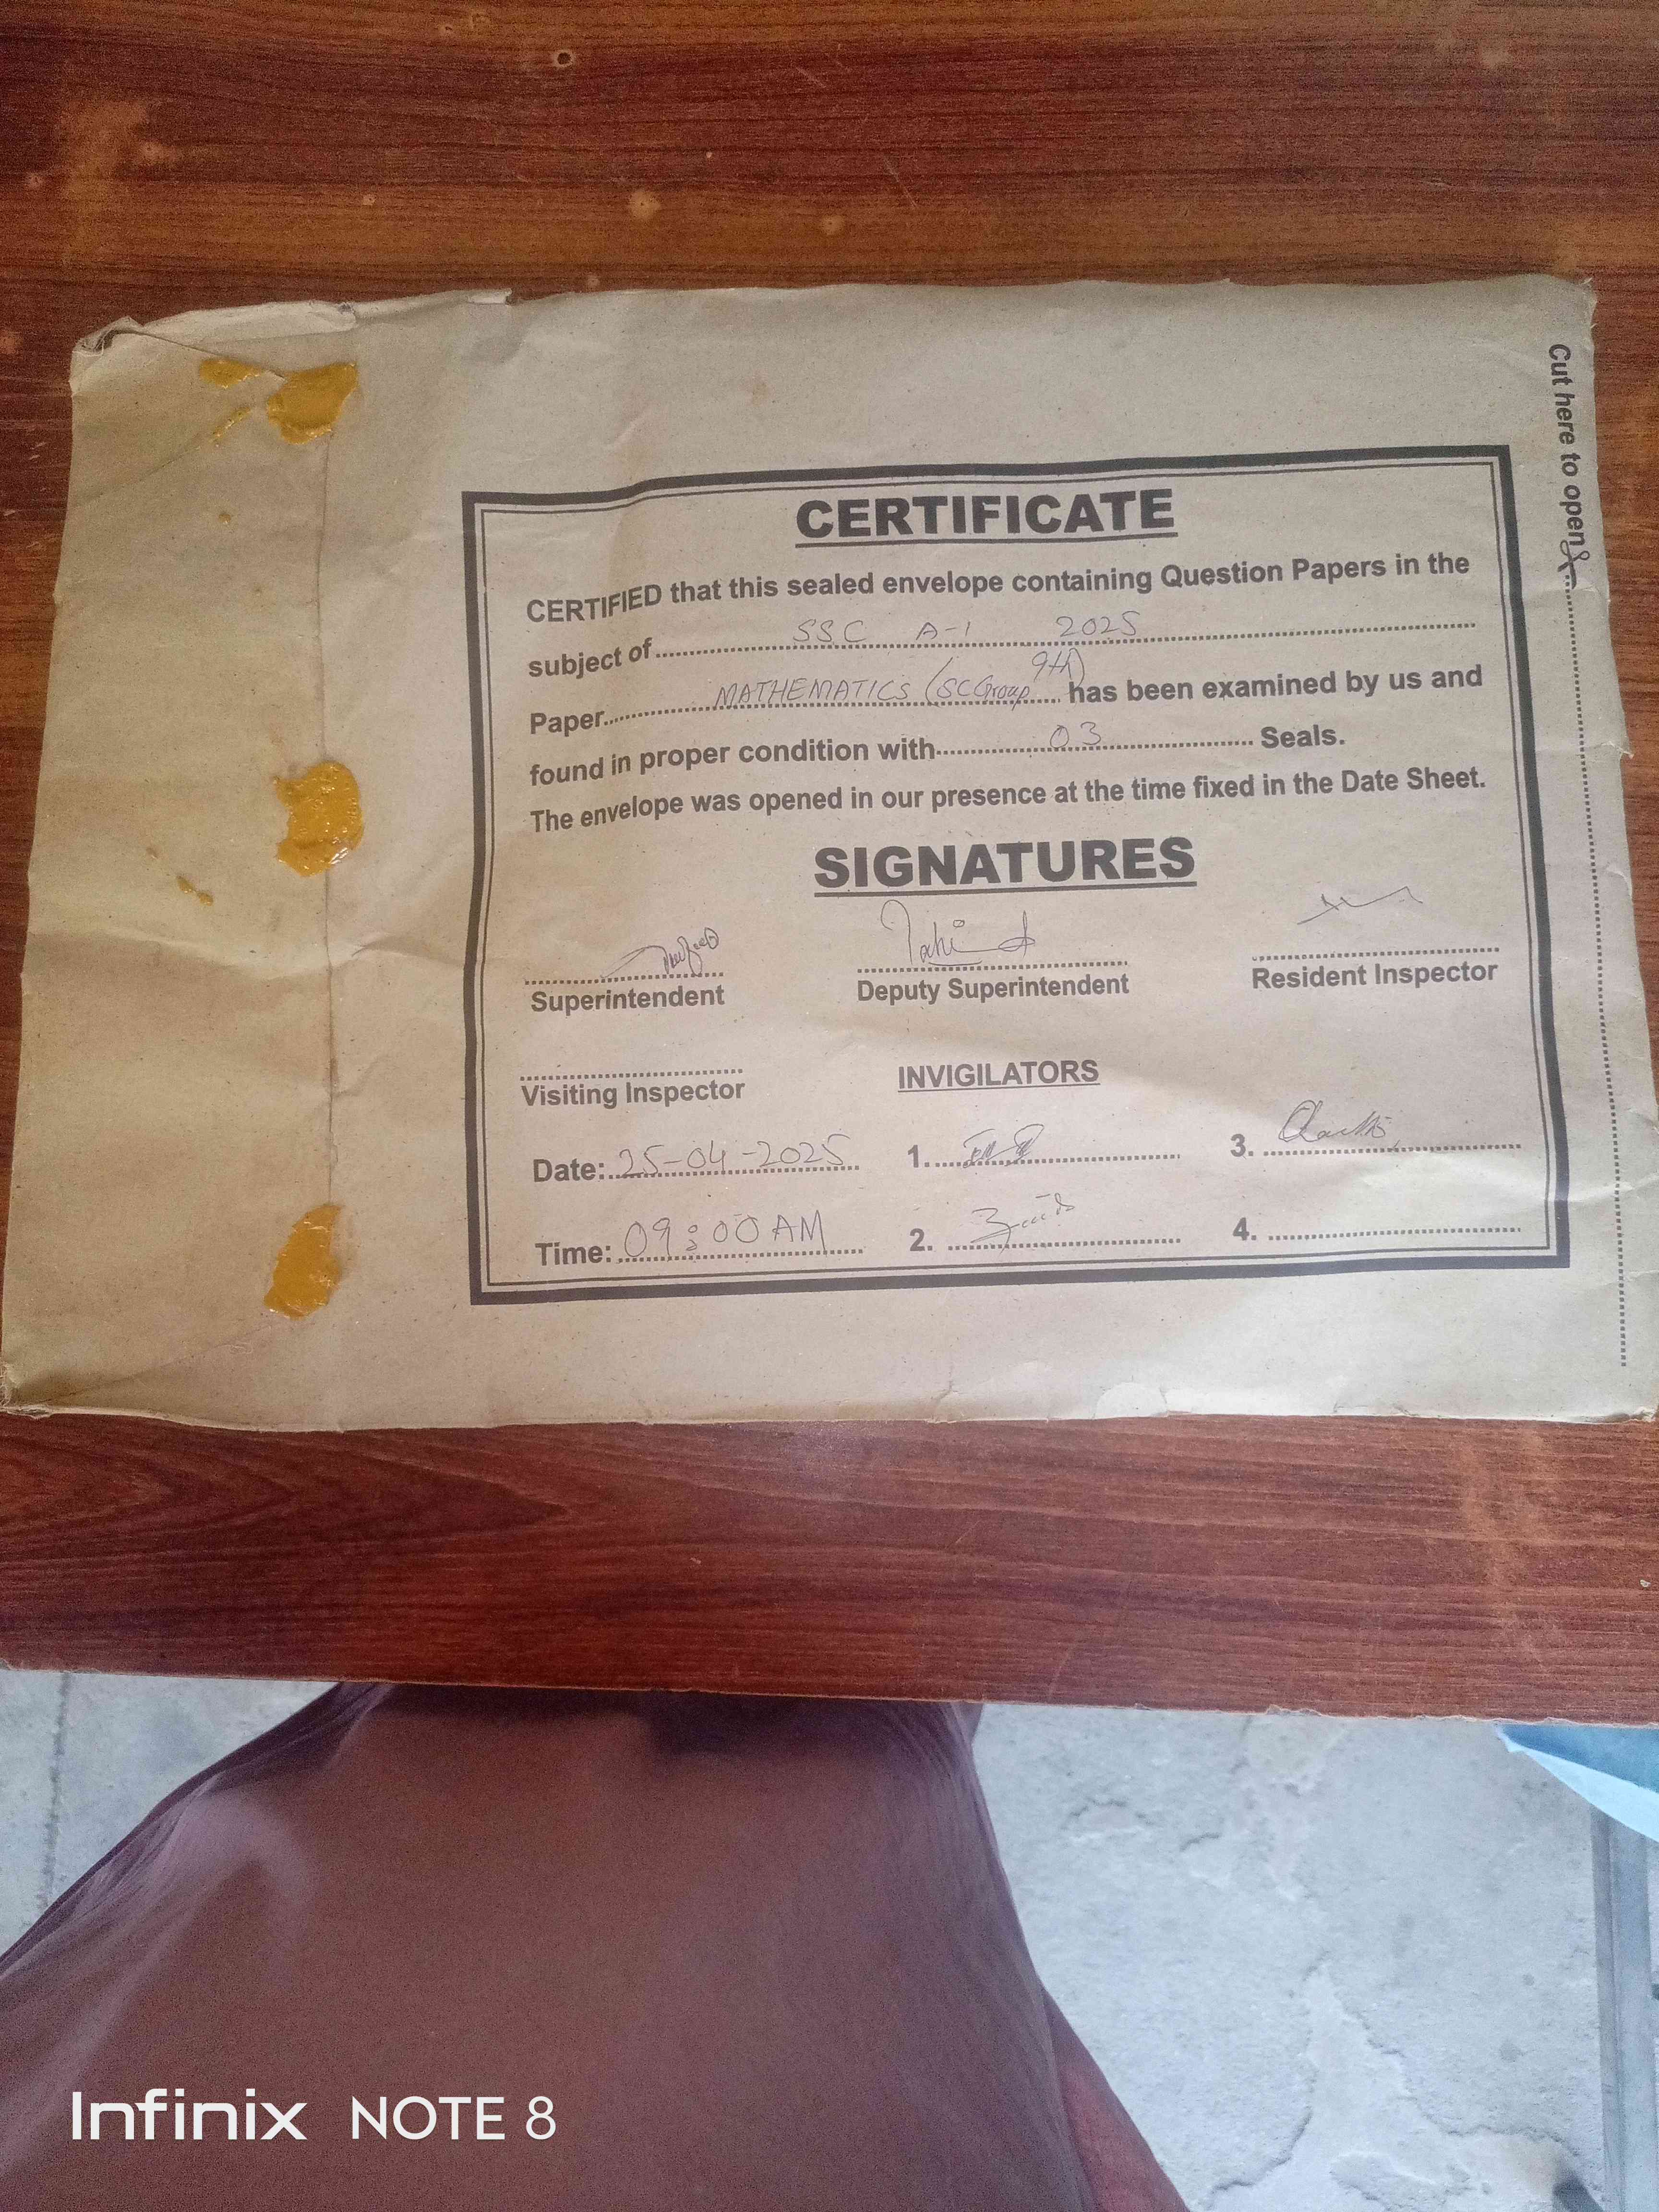 Cut here to open
CERTIFICATE
CERTIFIED that this sealed envelope containing Question Papers in the
subject of SSC A-1 2025
Paper MATHEMATICS (SC Group 9th) has been examined by us and
found in proper condition with 03 Seals.
The envelope was opened in our presence at the time fixed in the Date Sheet.
SIGNATURES
Superintendent Deputy Superintendent Resident Inspector
Visiting Inspector INVIGILATORS
Date: 25-04-2025 1. 3.
Time: 09:00 AM 2. 4.
Infinix NOTE 8